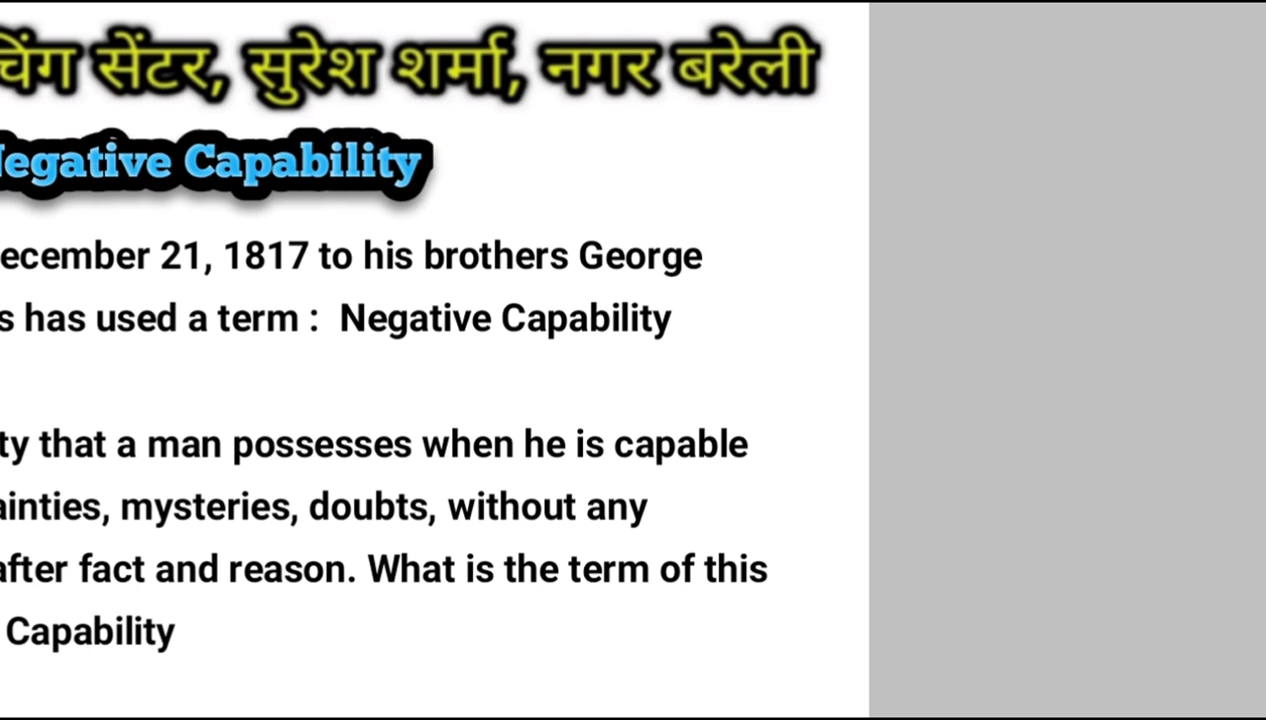 सेंटर, सुरेश शर्मा, नगर बरेली
Negative Capability
ecember 21, 1817 to his brothers George
s has used a term : Negative Capability
ty that a man possesses when he is capable
ainties, mysteries, doubts, without any
after fact and reason. What is the term of this
Capability